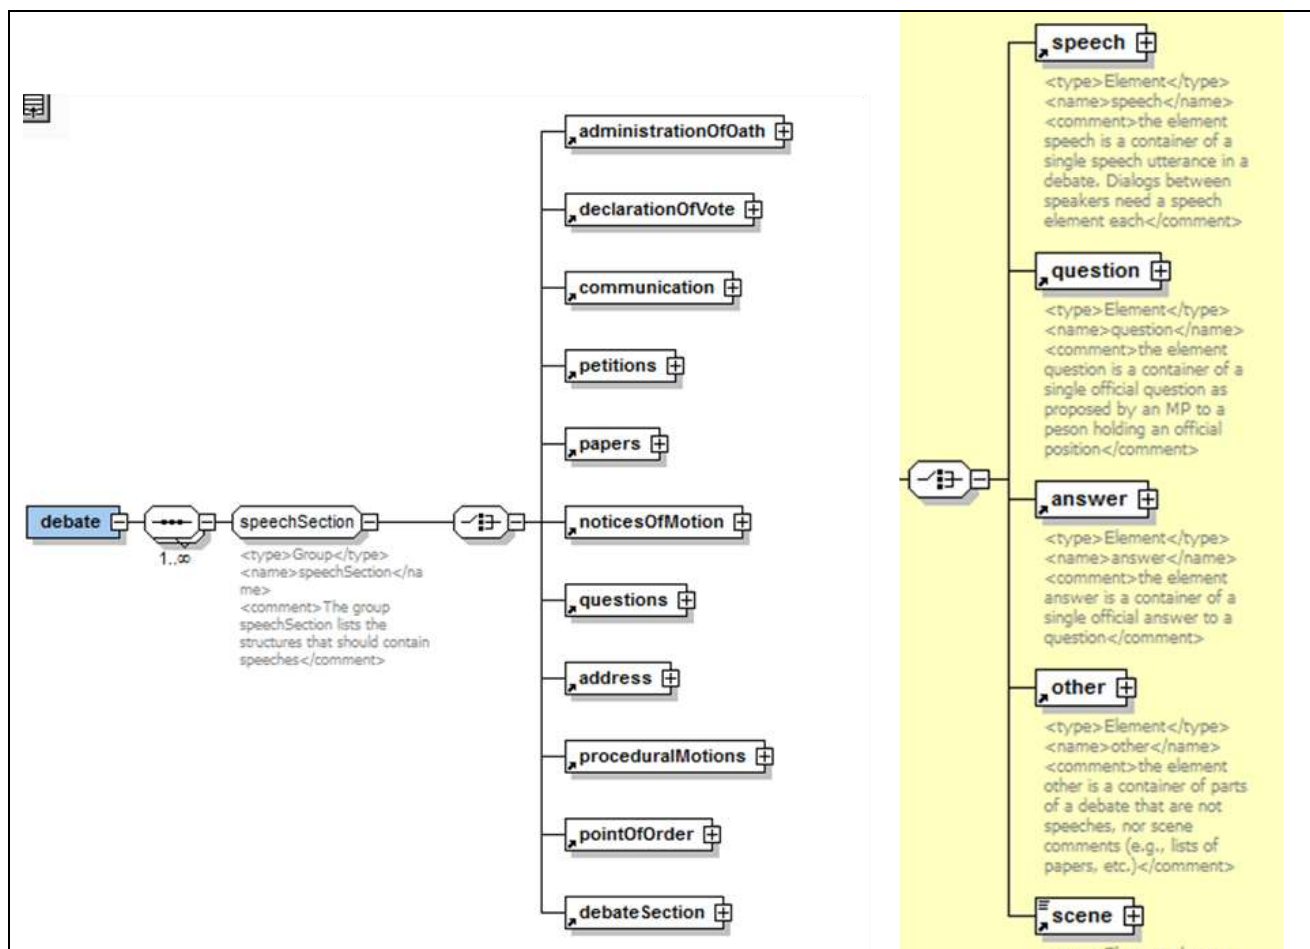 administrationOfOath
declarationOfVote
communication
petitions
papers
noticesOfMotion
questions
address
proceduralMotions
pointOfOrder
debateSection
debate
1..∞
speechSection
<type>Group</type>
<name>speechSection</na
me>
<comment>The group
speechSection lists the
structures that should contain
speeches</comment>
speech
<type>Element</type>
<name>speech</name>
<comment>the element
speech is a container of a
single speech utterance in a
debate. Dialogs between
speakers need a speech
element each</comment>
question
<type>Element</type>
<name>question</name>
<comment>the element
question is a container of a
single official question as
proposed by an MP to a
peson holding an official
position</comment>
answer
<type>Element</type>
<name>answer</name>
<comment>the element
answer is a container of a
single official answer to a
question</comment>
other
<type>Element</type>
<name>other</name>
<comment>the element
other is a container of parts
of a debate that are not
speeches, nor scene
comments (e.g., lists of
papers, etc.)</comment>
scene